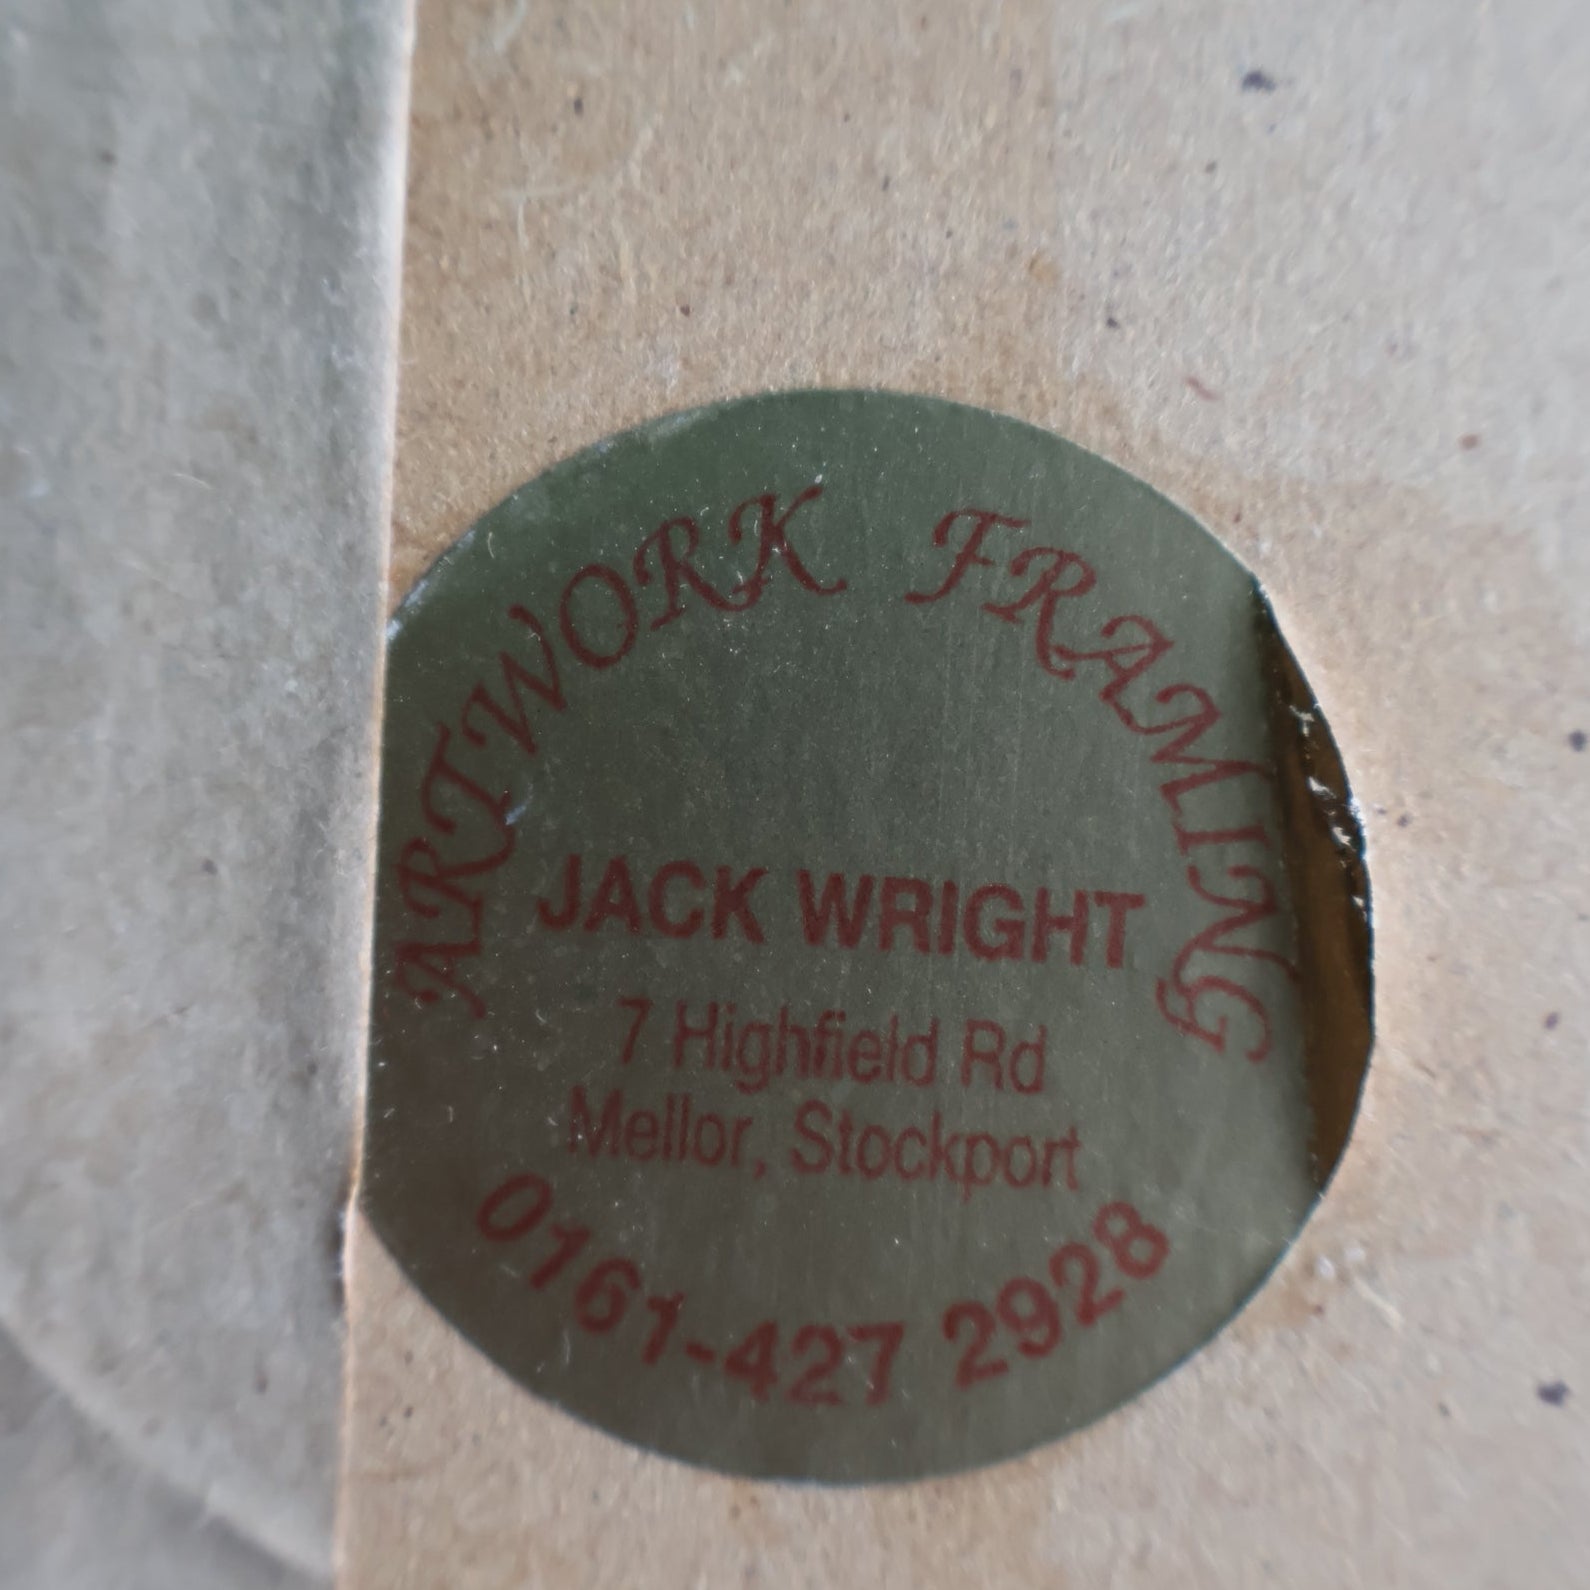 ARTWORK FRAMING
JACK WRIGHT
7 Highfield Rd
Mellor, Stockport
0161-427 2928